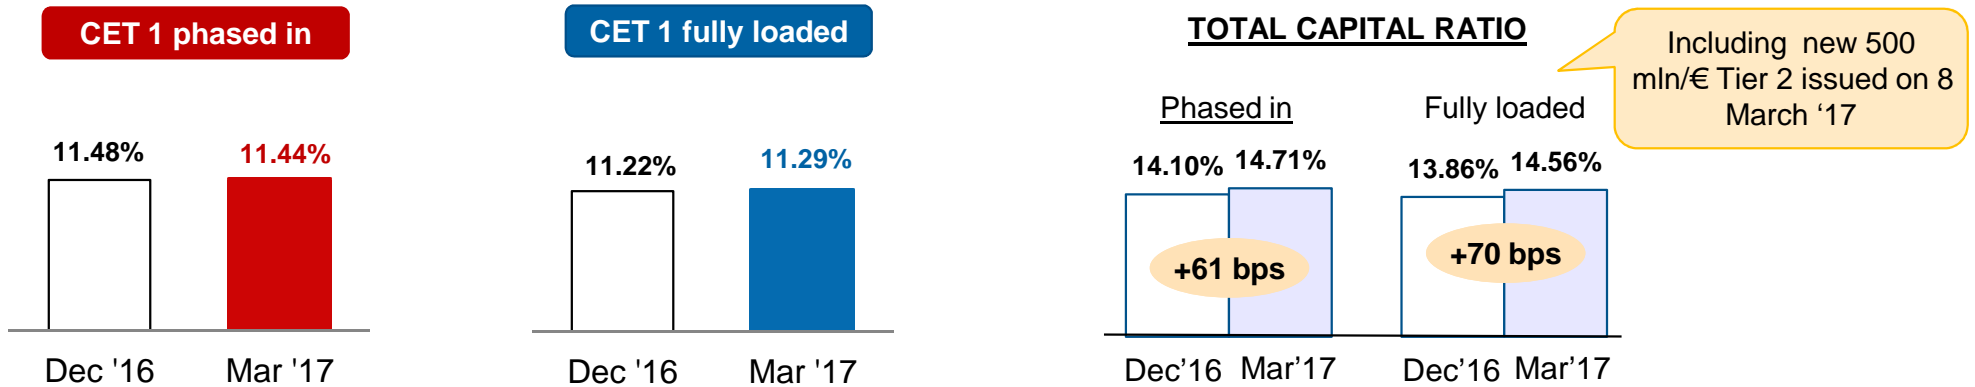 CET 1 phased in
11.48%
11.44%
Dec '16
Mar '17
CET 1 fully loaded
11.22%
11.29%
Dec '16
Mar '17
TOTAL CAPITAL RATIO
Including new 500
mln/€ Tier 2 issued on 8
March ‘17
Phased in
14.10%
14.71%
+61 bps
Dec’16
Mar’17
Fully loaded
13.86%
14.56%
+70 bps
Dec’16
Mar’17